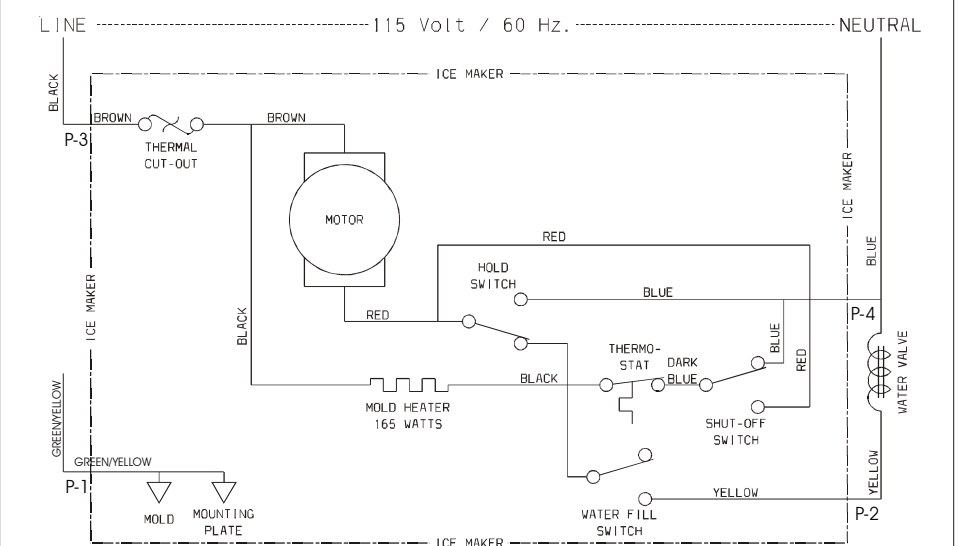 LINE 115 Volt / 60 Hz. NEUTRAL
ICE MAKER
BLACK
BROWN
BROWN
P-3
THERMAL
CUT-OUT
ICE MAKER
MOTOR
RED
BLUE
HOLD
SWITCH
BLUE
ICE MAKER
RED
P-4
BLACK
BLUE
RED
WATER VALVE
THERMO-
STAT
DARK
BLUE
BLACK
MOLD HEATER
165 WATTS
SHUT-OFF
SWITCH
GREEN/YELLOW
GREEN/YELLOW
P-1
YELLOW
YELLOW
P-2
MOLD
MOUNTING
PLATE
WATER FILL
SWITCH
ICE MAKER